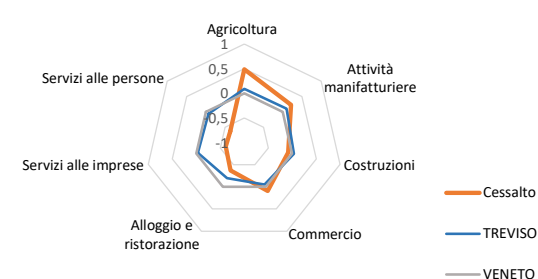 Agricoltura
1
0,5
0
-0,5
-1
Attività
manifatturiere
Costruzioni
Commercio
Alloggio e
ristorazione
Servizi alle imprese
Servizi alle persone
Cessalto
TREVISO
VENETO